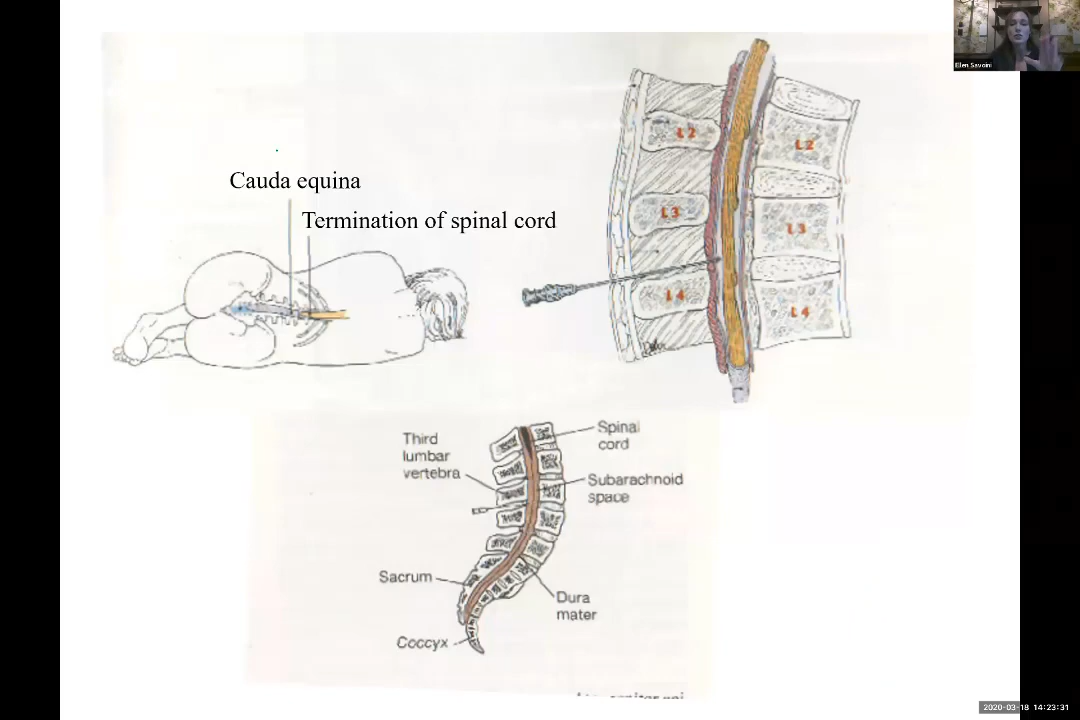 Ellen Savoini
Cauda equina
Termination of spinal cord
L2
L2
L3
L3
L4
L4
Third
lumbar
vertebra
Spinal
cord
Subarachnoid
space
Sacrum
Dura
mater
Coccyx
2020-03-18 14:23:31